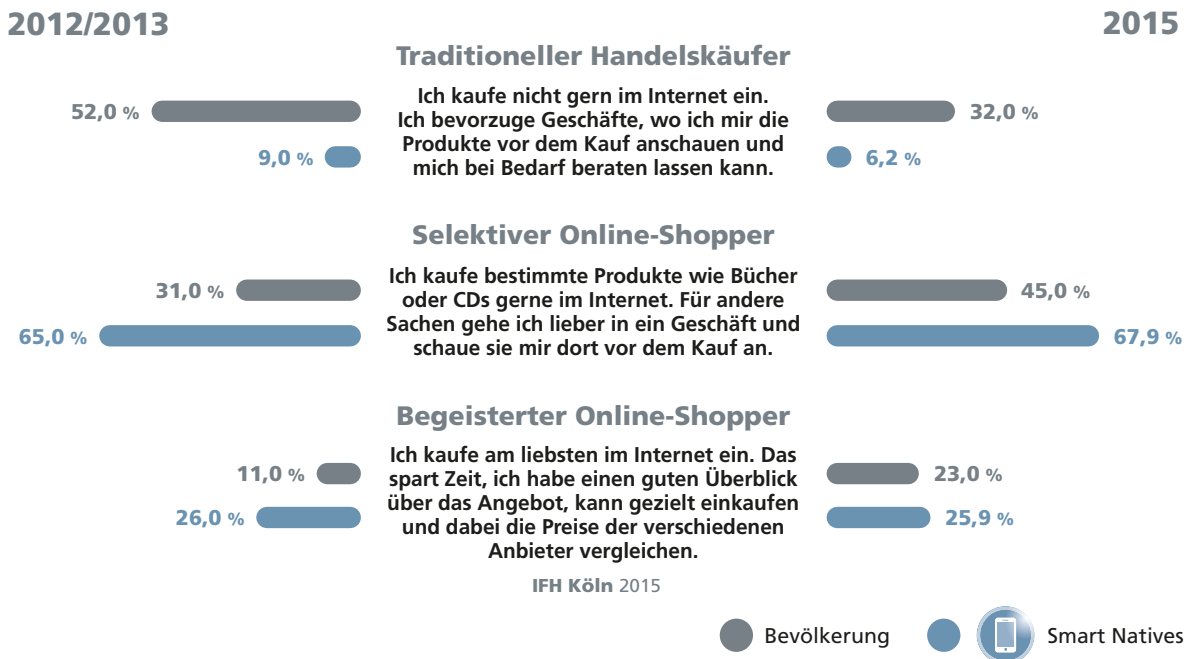 2012/2013
2015
Traditioneller Handelskäufer
Ich kaufe nicht gern im Internet ein.
Ich bevorzuge Geschäfte, wo ich mir die
Produkte vor dem Kauf anschauen und
mich bei Bedarf beraten lassen kann.
52,0 %
9,0 %
32,0 %
6,2 %
Selektiver Online-Shopper
Ich kaufe bestimmte Produkte wie Bücher
oder CDs gerne im Internet. Für andere
Sachen gehe ich lieber in ein Geschäft und
schaue sie mir dort vor dem Kauf an.
31,0 %
65,0 %
45,0 %
67,9 %
Begeisterter Online-Shopper
Ich kaufe am liebsten im Internet ein. Das
spart Zeit, ich habe einen guten Überblick
über das Angebot, kann gezielt einkaufen
und dabei die Preise der verschiedenen
Anbieter vergleichen.
11,0 %
26,0 %
23,0 %
25,9 %
IFH Köln 2015
Bevölkerung
Smart Natives